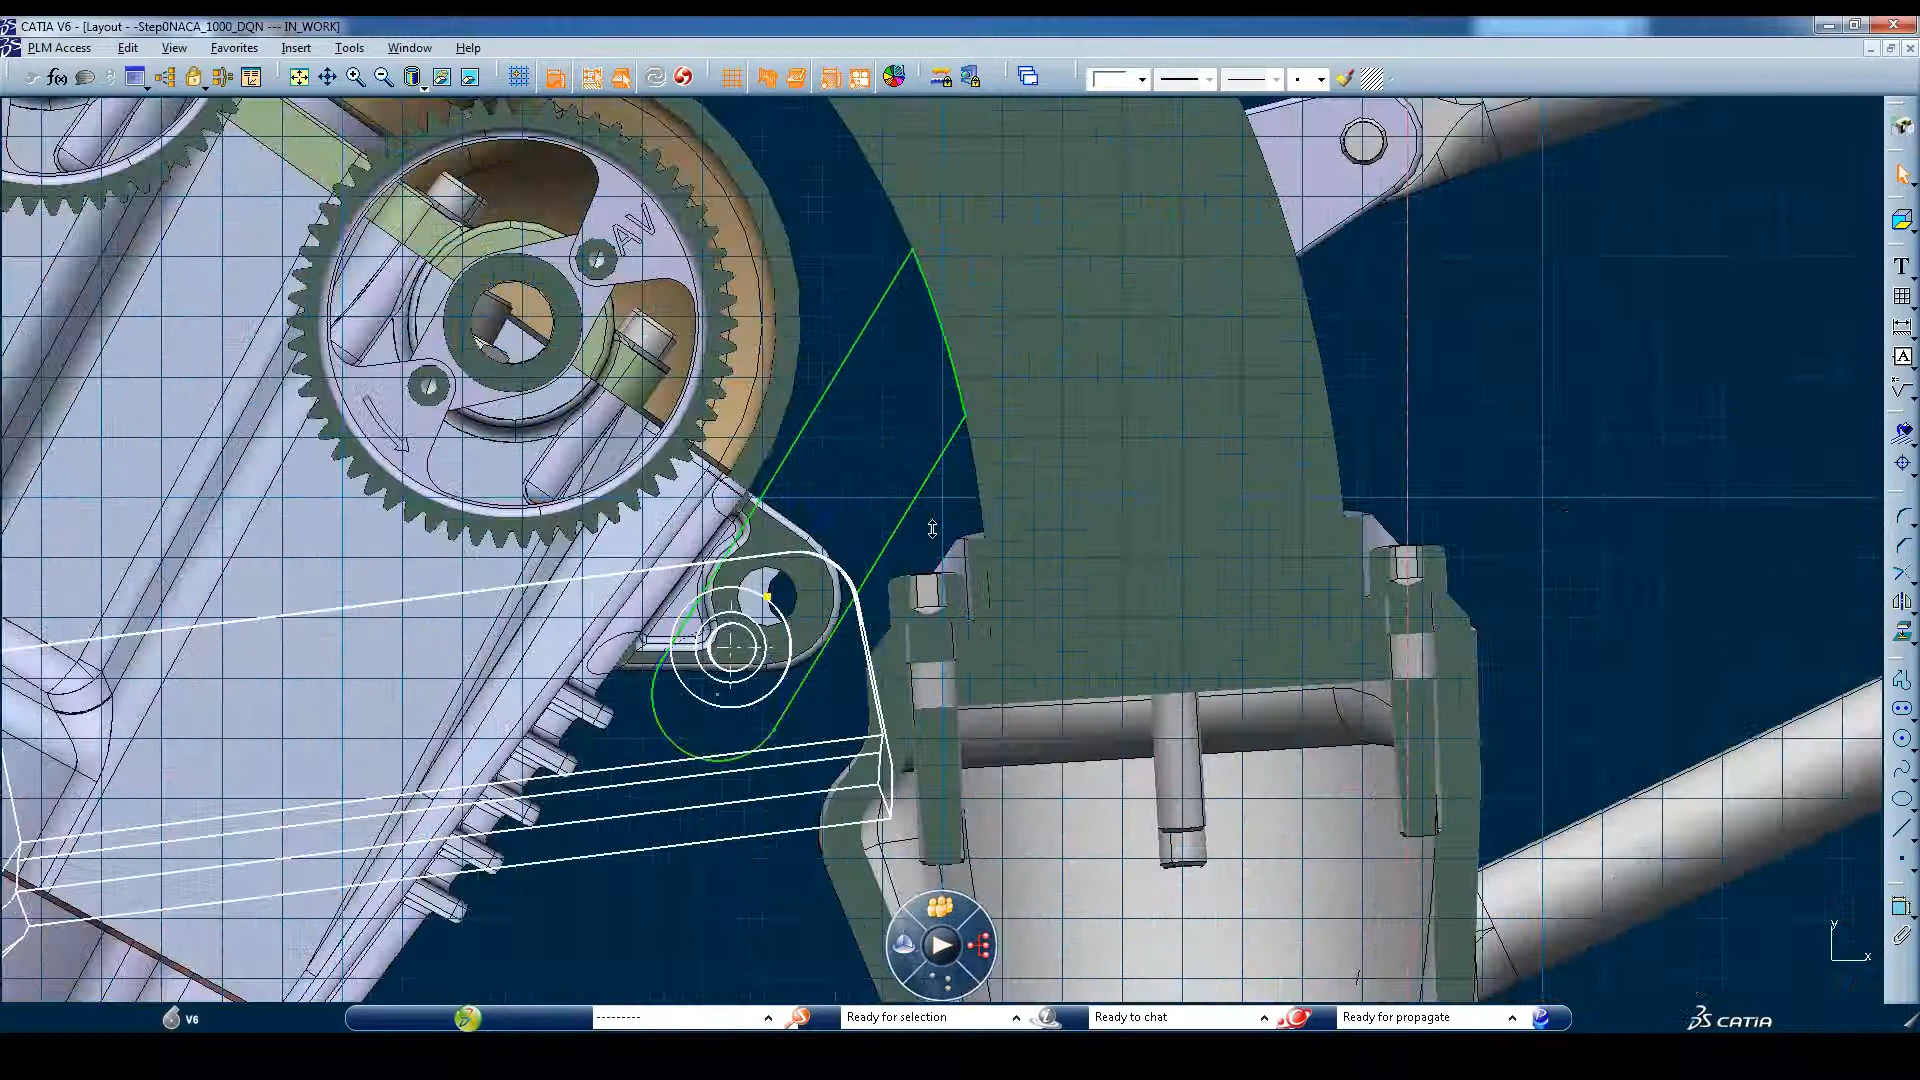 CATIA V6 - [Layout - -Step0NACA_1000_DQN --- IN_WORK]
PLM Access Edit View Favorites Insert Tools Window Help
f(x)
T
A
AV
y
x
V6
--------- Ready for selection Ready to chat Ready for propagate
CATIA